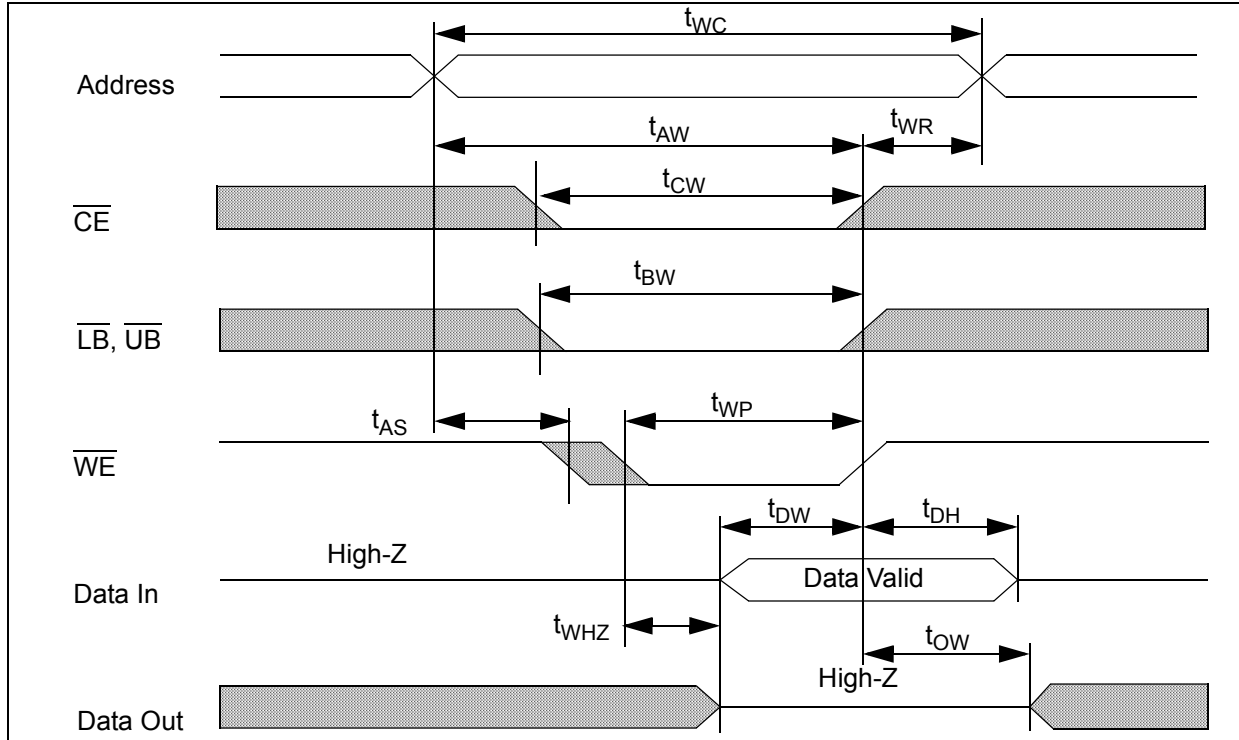 tWC
Address
tAW
tWR
tCW
CE
tBW
LB, UB
tAS
tWP
WE
tDW
tDH
High-Z
Data Valid
Data In
tWHZ
tOW
High-Z
Data Out